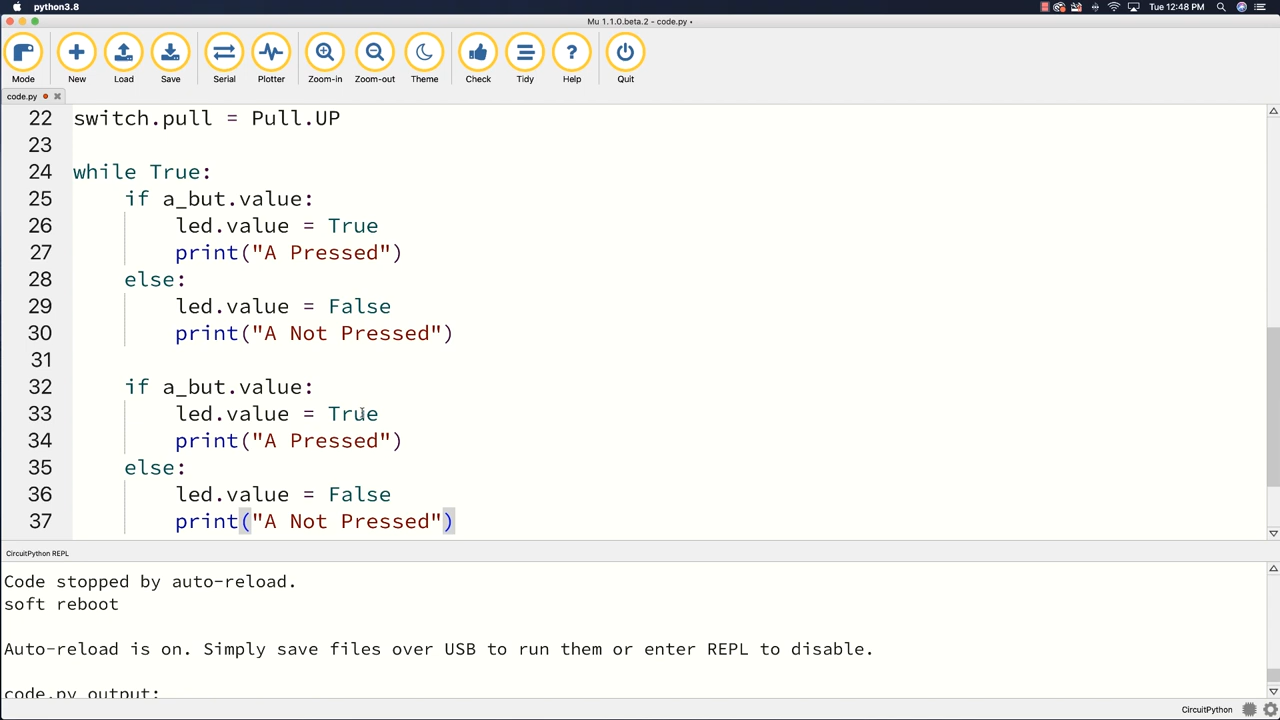 python3.8
Tue 12:48 PM
Mu 1.1.0.beta.2 - code.py •
Mode New Load Save Serial Plotter Zoom-in Zoom-out Theme Check Tidy Help Quit
code.py
22 switch.pull = Pull.UP
23
24 while True:
25 if a_but.value:
26 led.value = True
27 print("A Pressed")
28 else:
29 led.value = False
30 print("A Not Pressed")
31
32 if a_but.value:
33 led.value = True
34 print("A Pressed")
35 else:
36 led.value = False
37 print("A Not Pressed")
CircuitPython REPL
Code stopped by auto-reload.
soft reboot
Auto-reload is on. Simply save files over USB to run them or enter REPL to disable.
code.py output:
CircuitPython